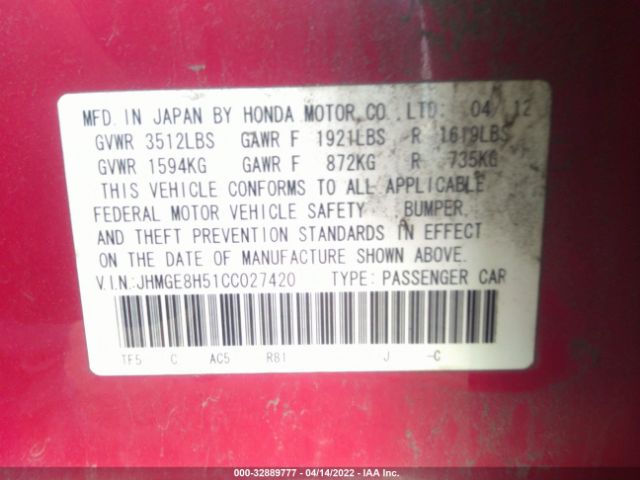 MFD. IN JAPAN BY HONDA MOTOR CO., LTD. 04/12
GVWR 3512LBS GAWR F 1921LBS R 1619LBS
GVWR 1594KG GAWR F 872KG R 735KG
THIS VEHICLE CONFORMS TO ALL APPLICABLE
FEDERAL MOTOR VEHICLE SAFETY, BUMPER,
AND THEFT PREVENTION STANDARDS IN EFFECT
ON THE DATE OF MANUFACTURE SHOWN ABOVE.
V.I.N.:JHMGE8H51CC027420 TYPE: PASSENGER CAR
TF5 C AC5 R81 J -C
000-32889777 - 04/14/2022 - IAA Inc.